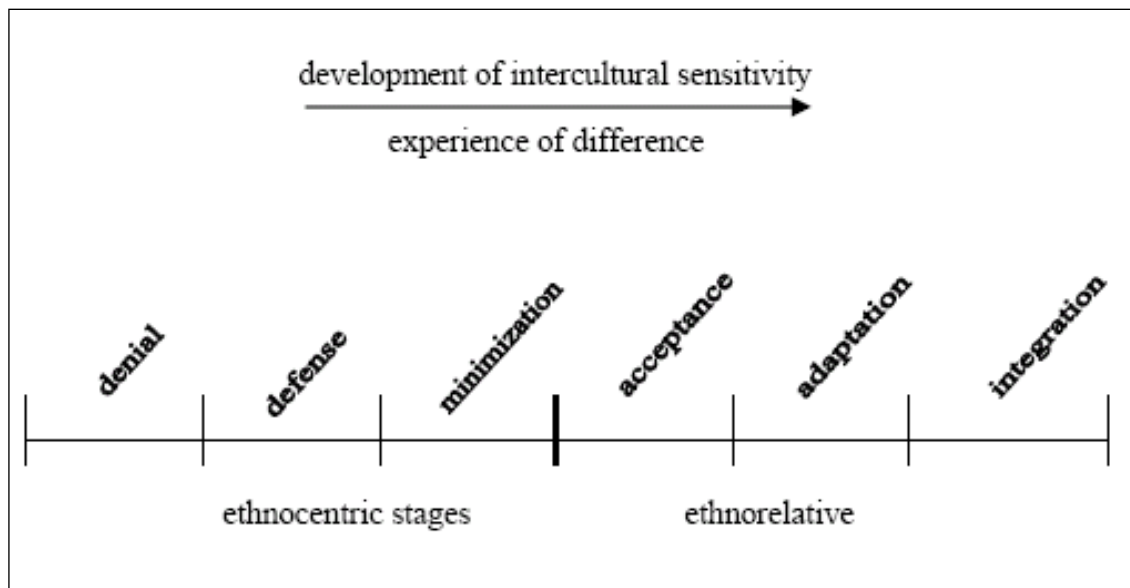 development of intercultural sensitivity
experience of difference
denial
defense
minimization
acceptance
adaptation
integration
ethnocentric stages
ethnorelative